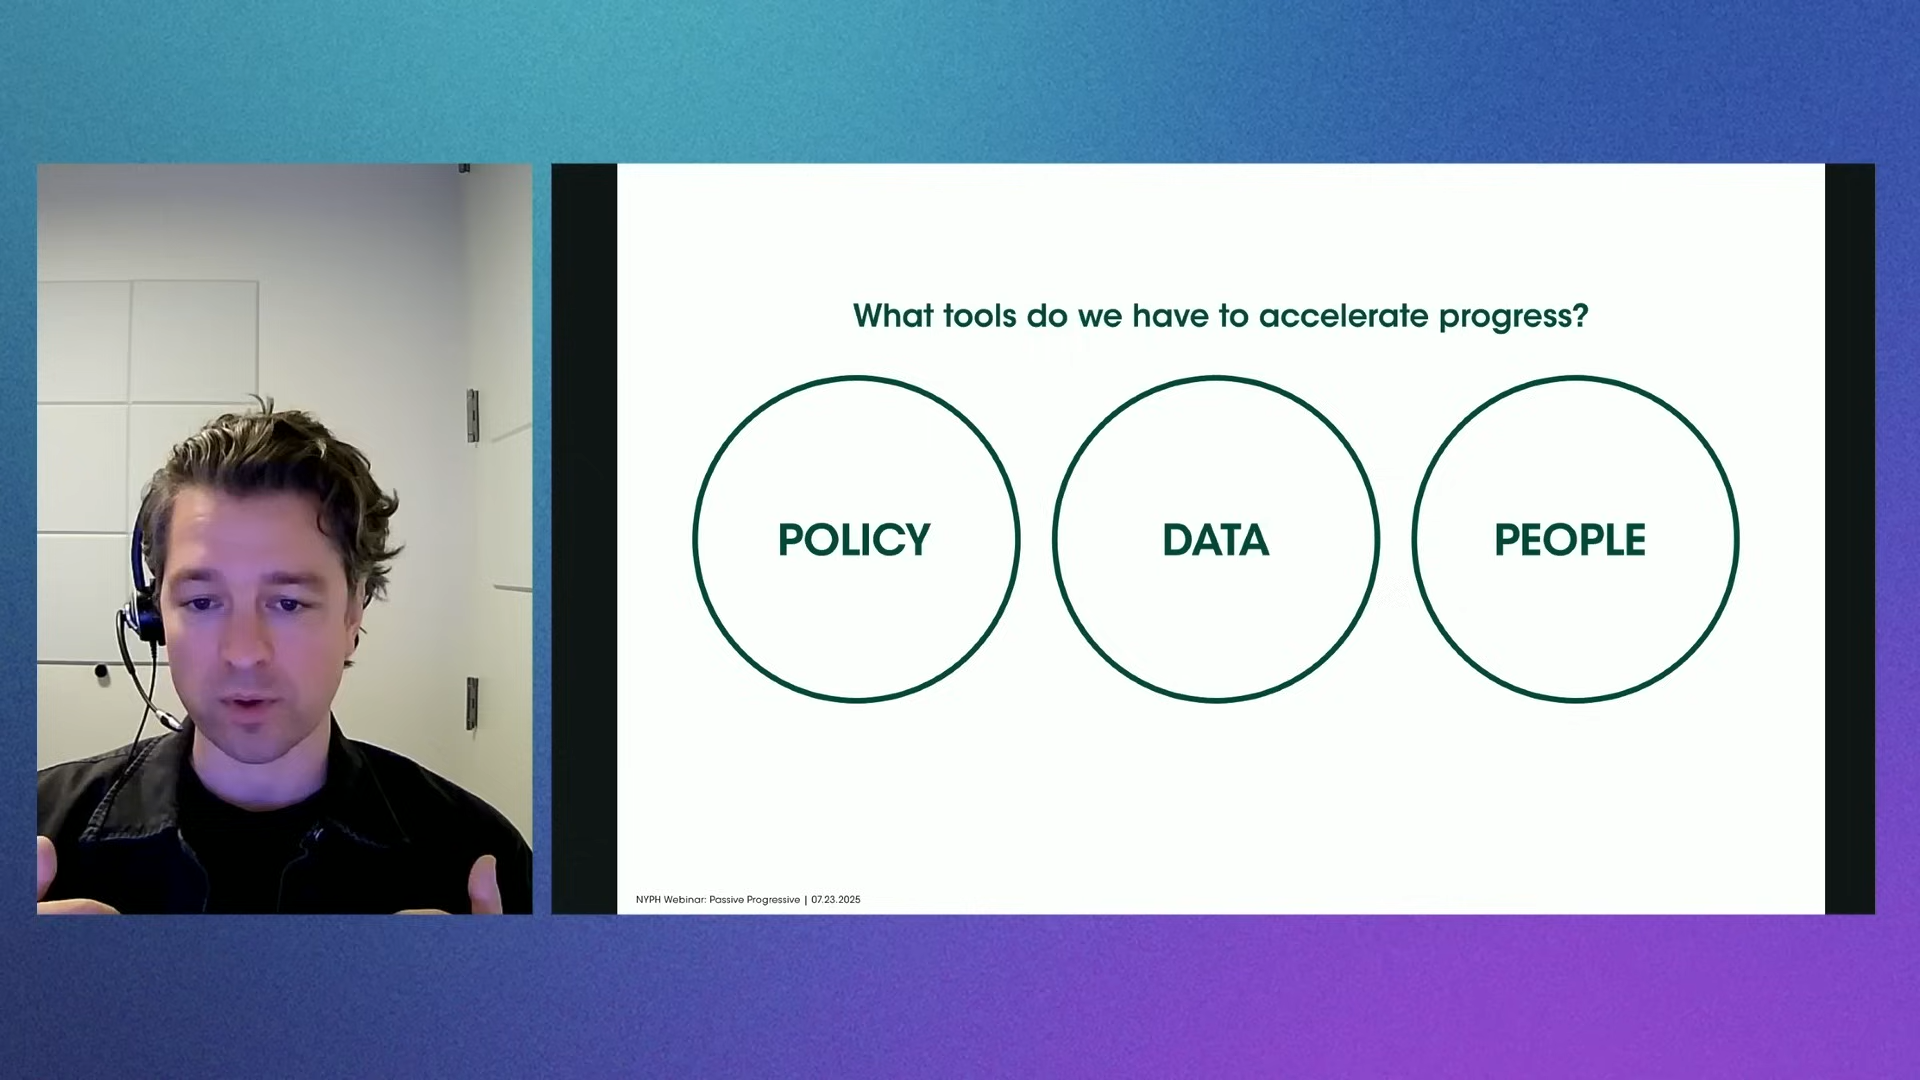 What tools do we have to accelerate progress?
POLICY
DATA
PEOPLE
NYPH Webinar: Passive Progressive | 07.23.2025